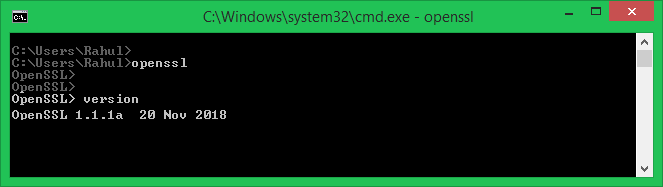 C:\Windows\system32\cmd.exe - openssl
C:\Users\Rahul>
C:\Users\Rahul>openssl
OpenSSL>
OpenSSL>
OpenSSL> version
OpenSSL 1.1.1a  20 Nov 2018